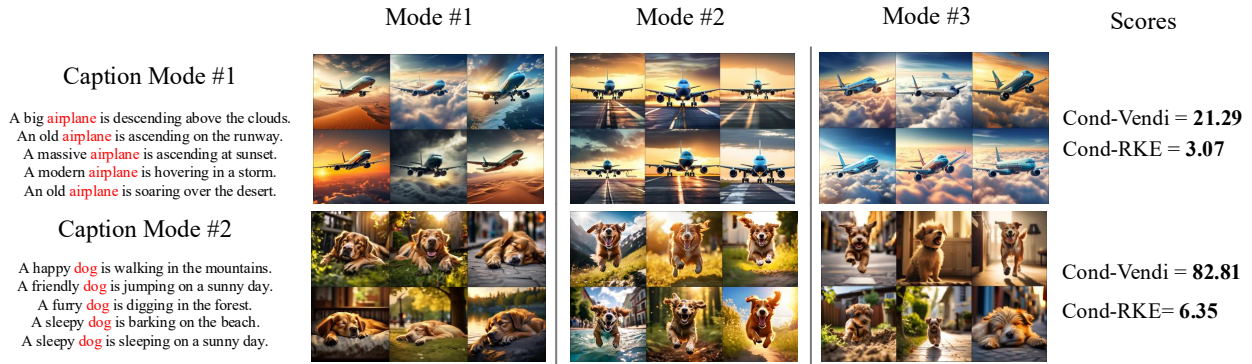 Mode #1
Mode #2
Mode #3
Scores
Caption Mode #1
A big airplane is descending above the clouds.
An old airplane is ascending on the runway.
A massive airplane is ascending at sunset.
A modern airplane is hovering in a storm.
An old airplane is soaring over the desert.
Cond-Vendi = 21.29
Cond-RKE = 3.07
Caption Mode #2
A happy dog is walking in the mountains.
A friendly dog is jumping on a sunny day.
A furry dog is digging in the forest.
A sleepy dog is barking on the beach.
A sleepy dog is sleeping on a sunny day.
Cond-Vendi = 82.81
Cond-RKE= 6.35